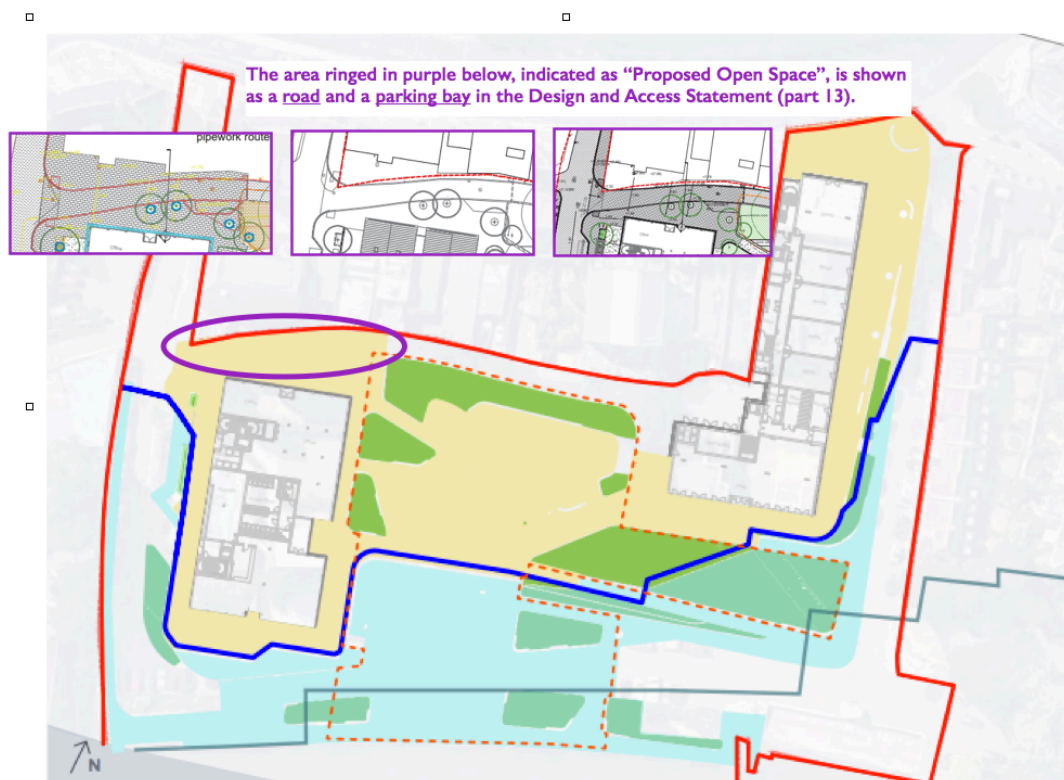 The area ringed in purple below, indicated as “Proposed Open Space”, is shown
as a road and a parking bay in the Design and Access Statement (part 13).
pipework route
N